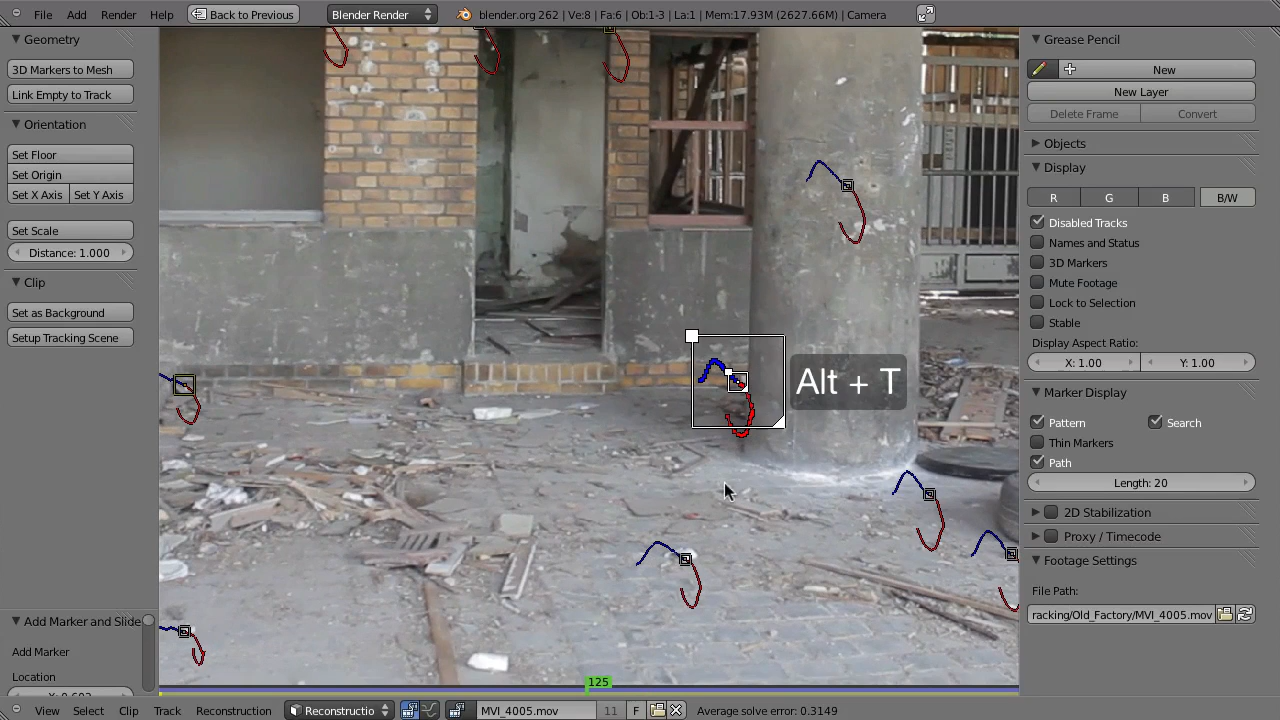 File Add Render Help Back to Previous Blender Render blender.org 262 | Ve:8 | Fa:6 | Ob:1-3 | La:1 | Mem:17.93M (2627.66M) | Camera
Geometry
3D Markers to Mesh
Link Empty to Track
Orientation
Set Floor
Set Origin
Set X Axis Set Y Axis
Set Scale
Distance: 1.000
Clip
Set as Background
Setup Tracking Scene
Add Marker and Slide
Add Marker
Location
X: 0.602
Alt + T
125
Grease Pencil
New
New Layer
Delete Frame Convert
Objects
Display
R G B B/W
Disabled Tracks
Names and Status
3D Markers
Mute Footage
Lock to Selection
Stable
Display Aspect Ratio:
X: 1.00 Y: 1.00
Marker Display
Pattern Search
Thin Markers
Path
Length: 20
2D Stabilization
Proxy / Timecode
Footage Settings
File Path:
racking/Old_Factory/MVI_4005.mov
View Select Clip Track Reconstruction Reconstructio MVI_4005.mov 11 F Average solve error: 0.3149